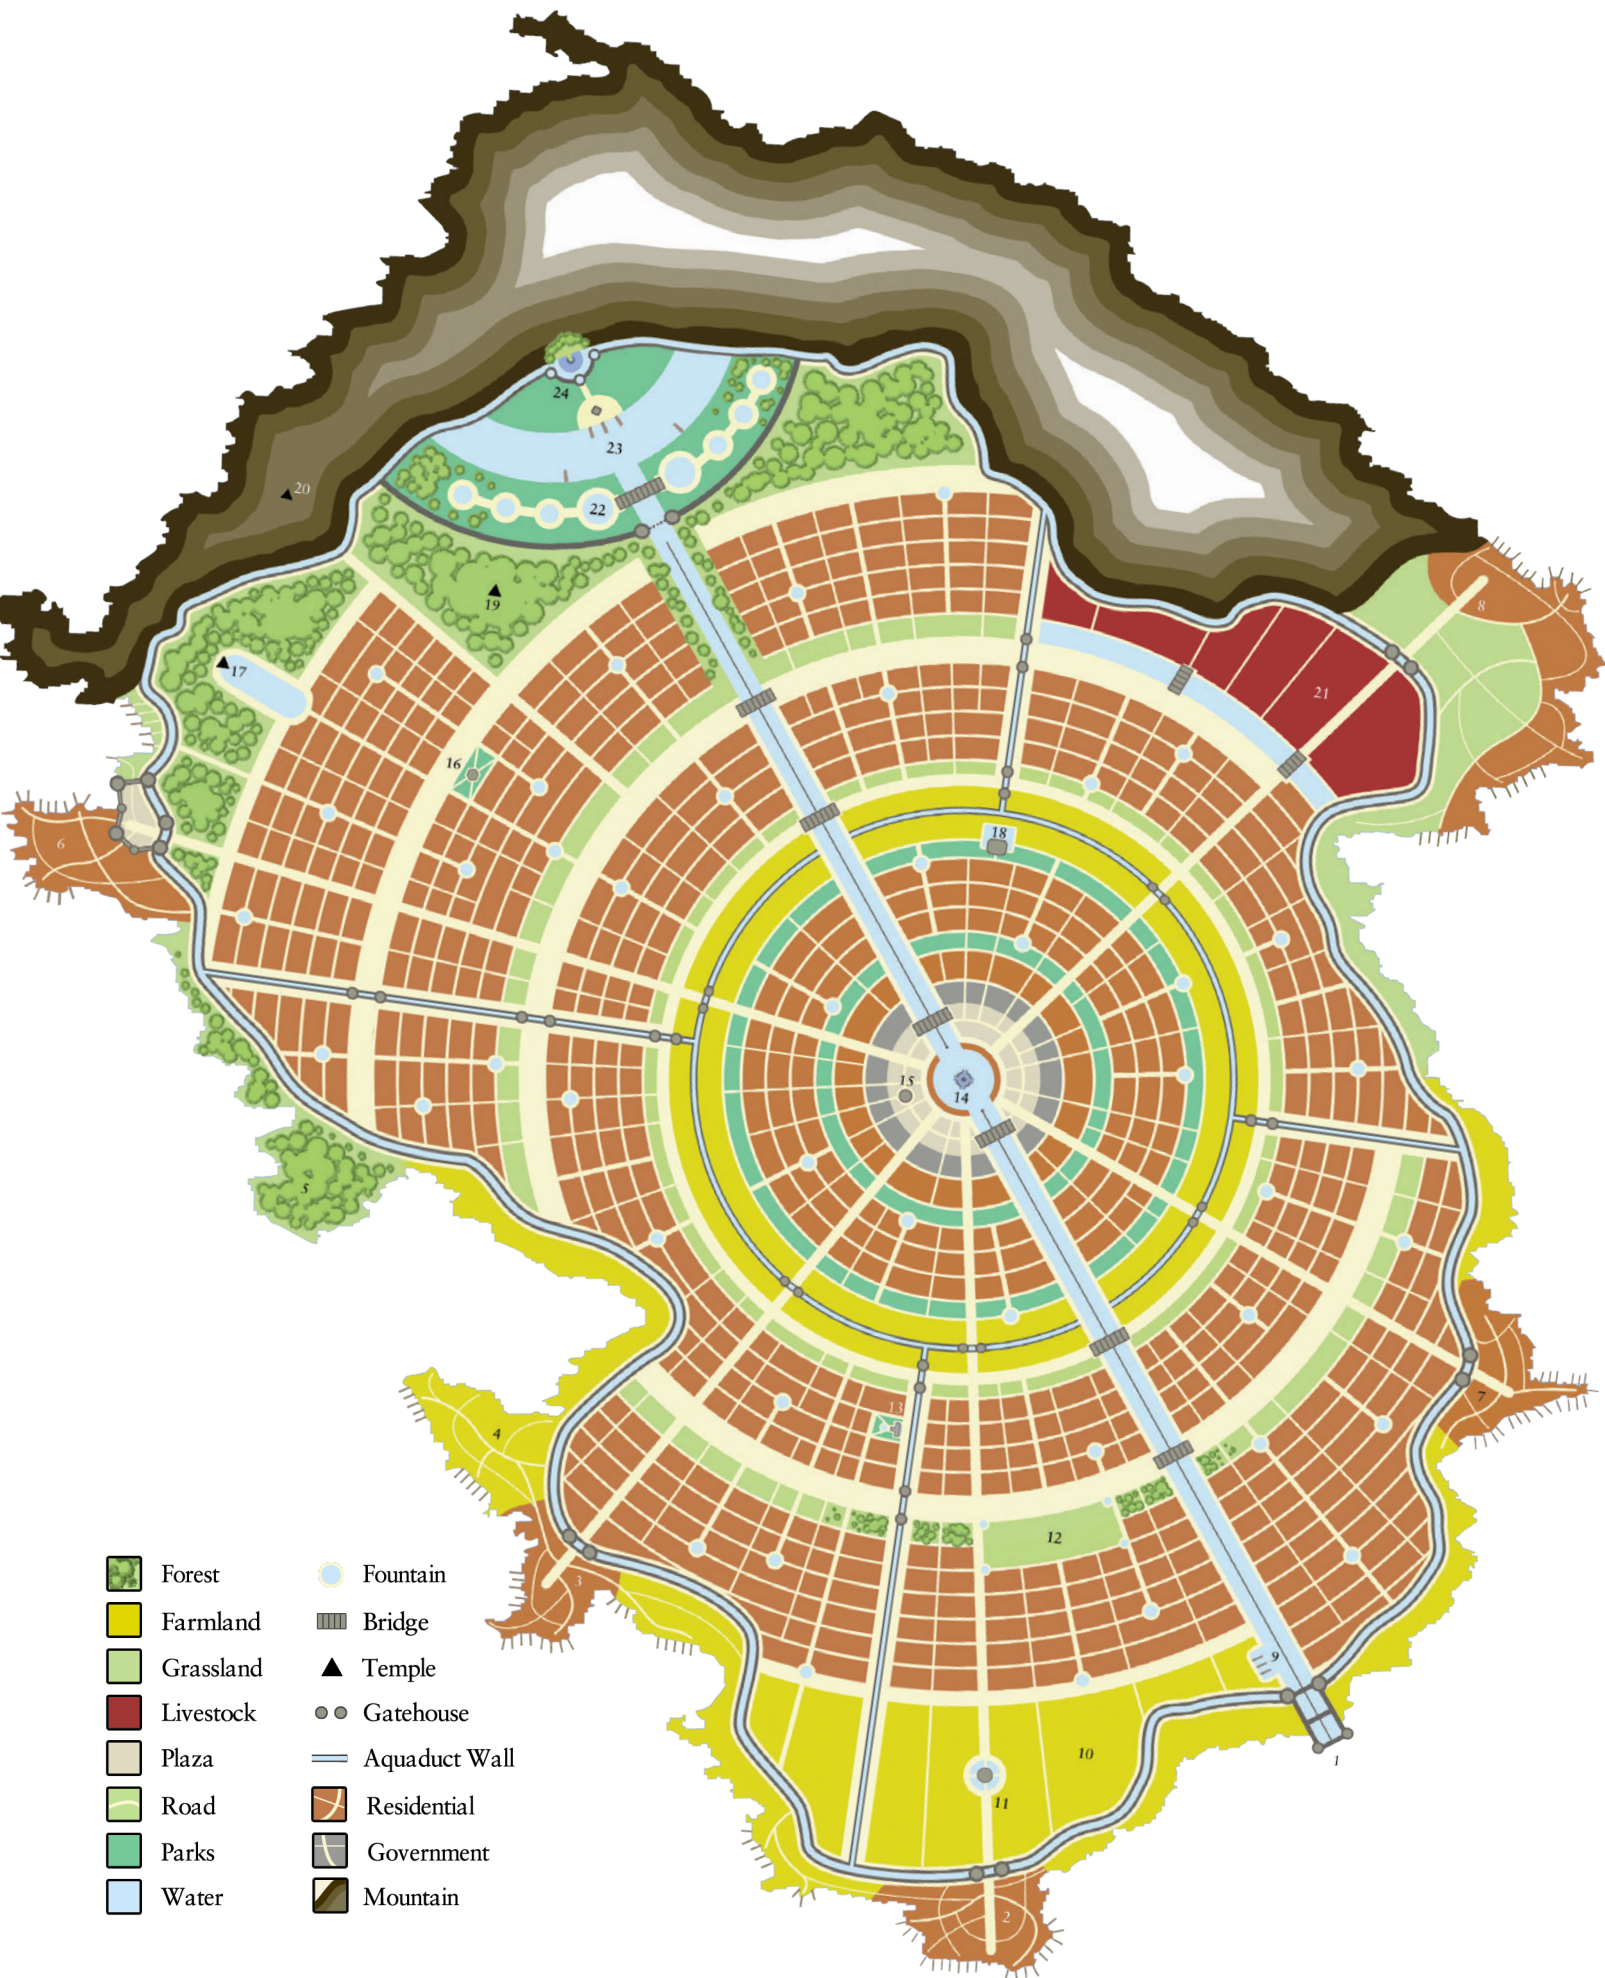 24
23
20
22
8
19
17
21
16
18
6
15
14
5
13
7
4
12
3
9
10
1
11
2
Forest
Fountain
Farmland
Bridge
Grassland
Temple
Livestock
Gatehouse
Plaza
Aquaduct Wall
Road
Residential
Parks
Government
Water
Mountain